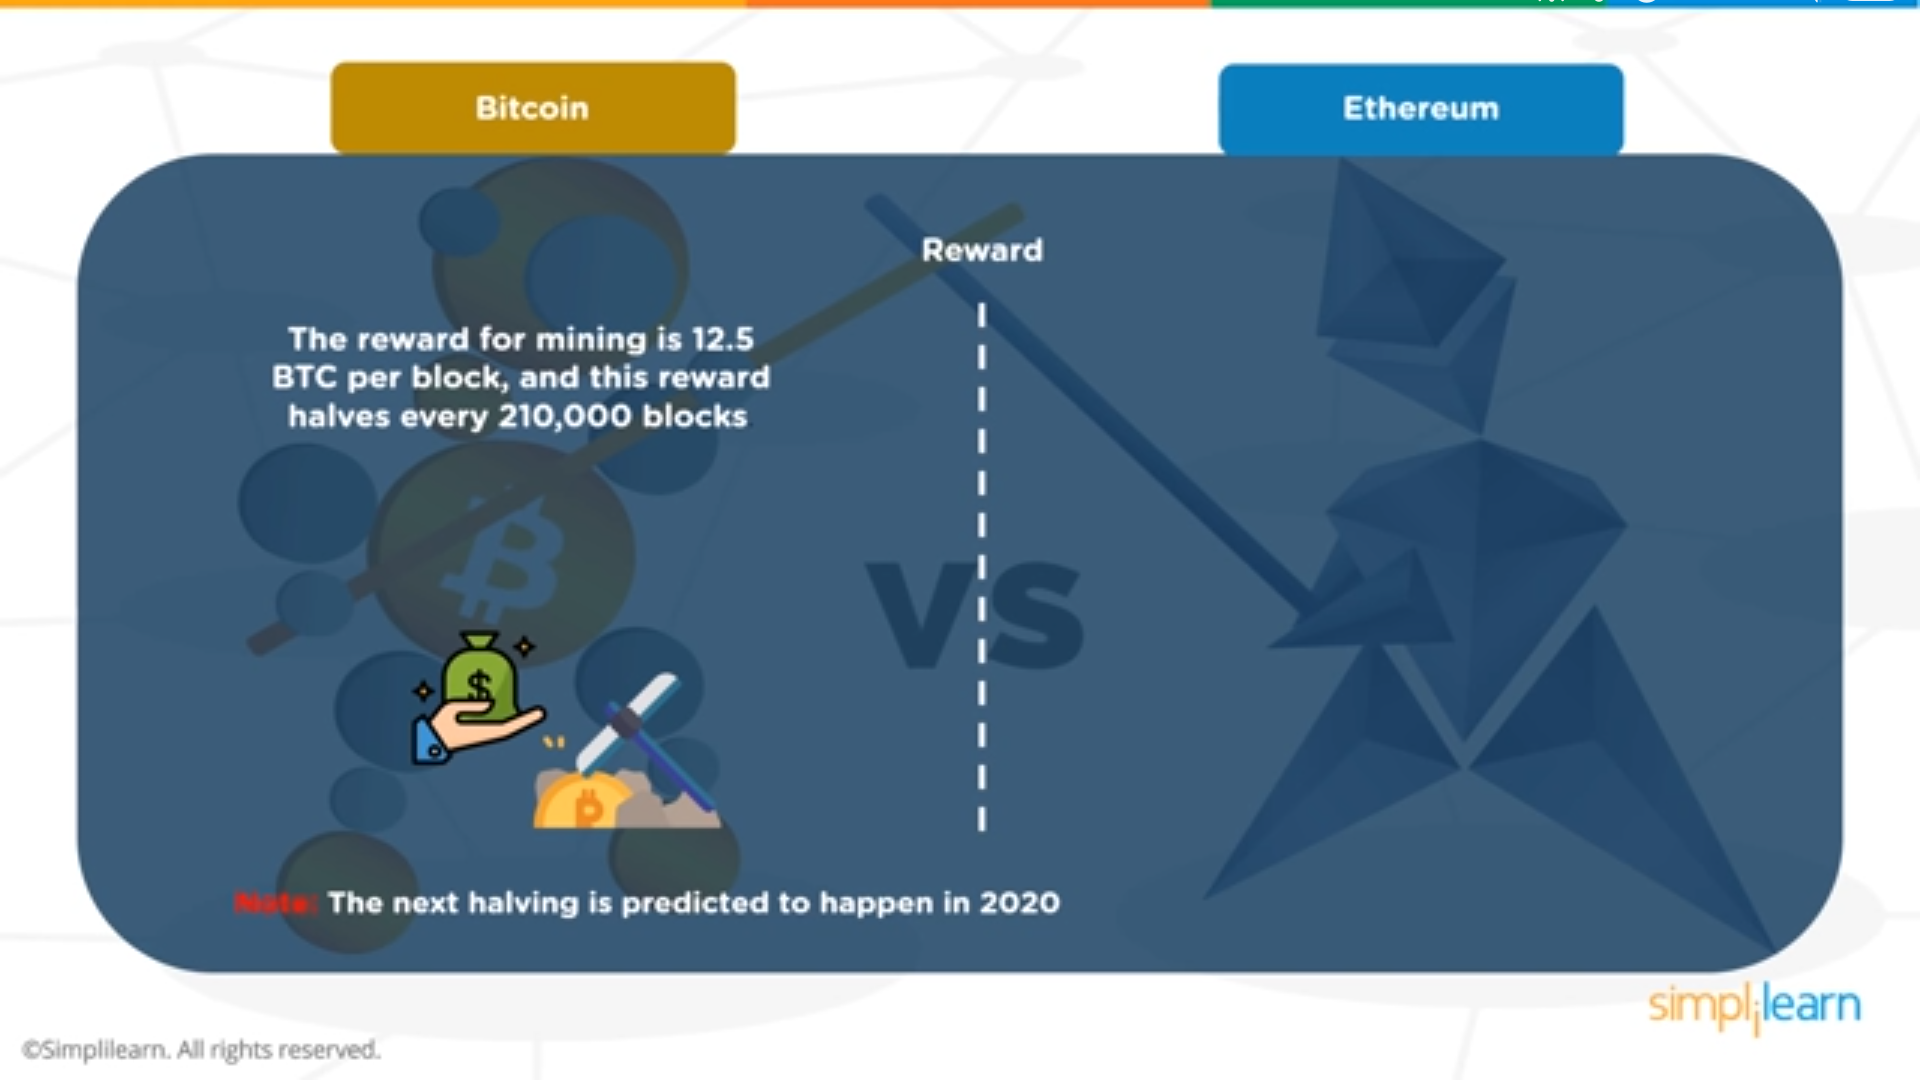 Bitcoin
Ethereum
Reward
The reward for mining is 12.5
BTC per block, and this reward
halves every 210,000 blocks
VS
Note: The next halving is predicted to happen in 2020
simplilearn
©Simplilearn. All rights reserved.